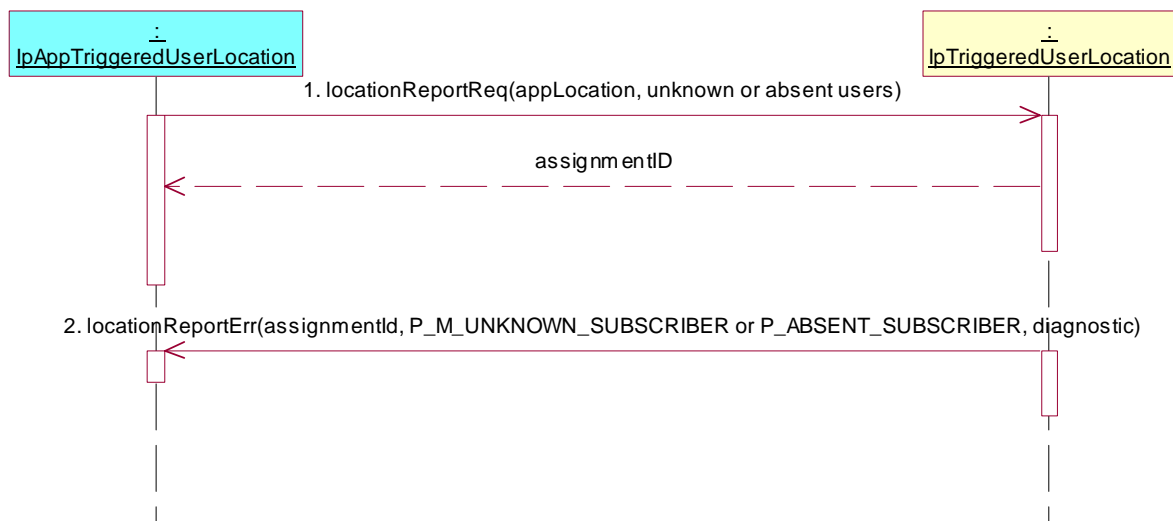 :
IpAppTriggeredUserLocation
:
IpTriggeredUserLocation
1. locationReportReq(appLocation, unknown or absent users)
assignmentID
2. locationReportErr(assignmentId, P_M_UNKNOWN_SUBSCRIBER or P_ABSENT_SUBSCRIBER, diagnostic)